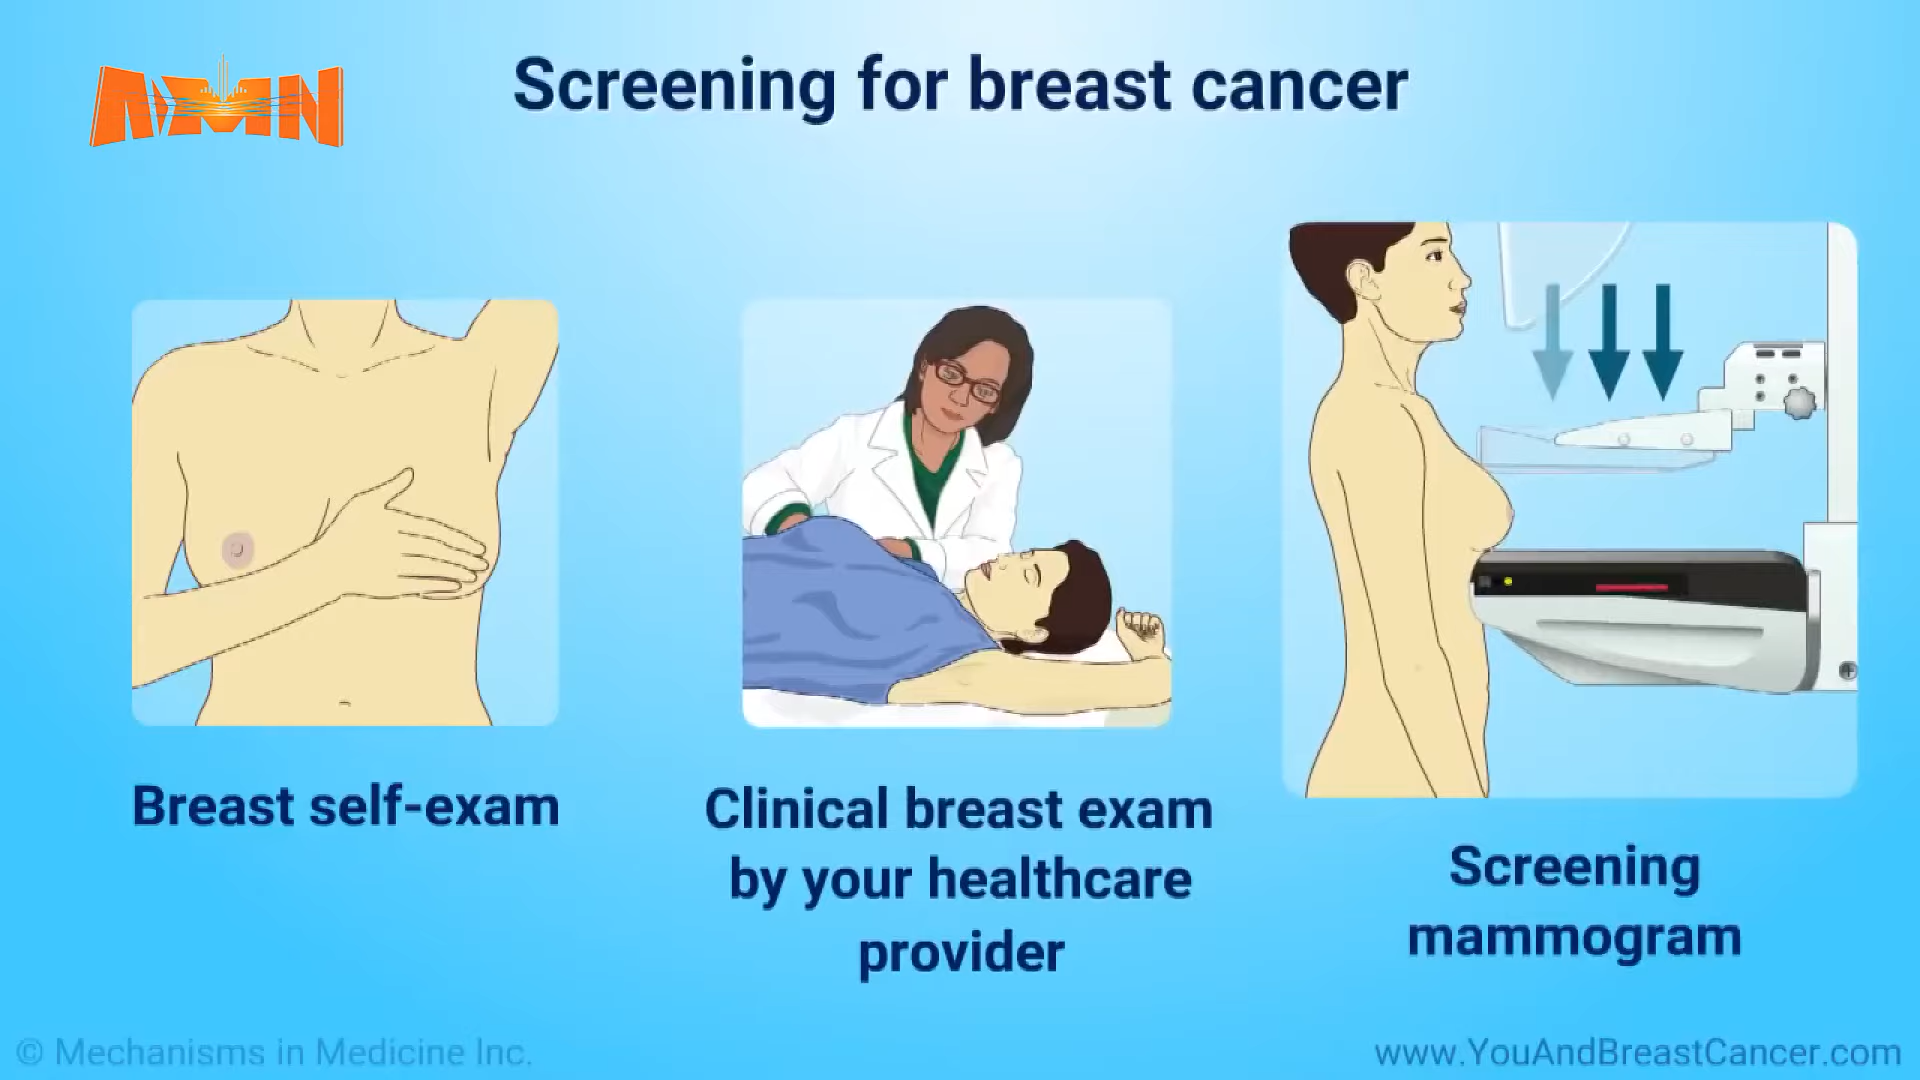 AMN
Screening for breast cancer
Breast self-exam
Clinical breast exam
by your healthcare
provider
Screening
mammogram
© Mechanisms in Medicine Inc.
www.YouAndBreastCancer.com